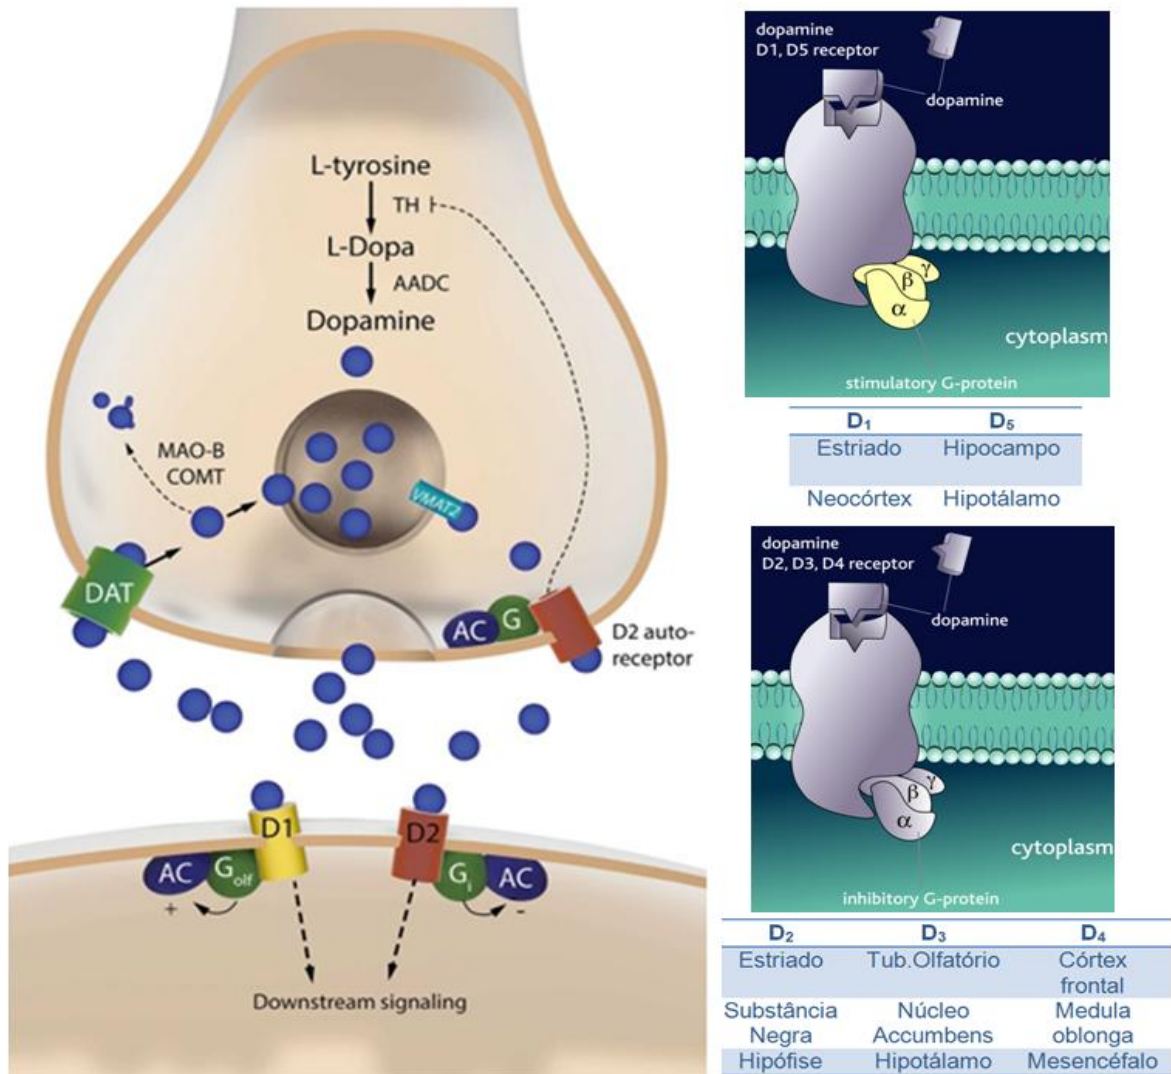 L-tyrosine
TH
L-Dopa
AADC
Dopamine
MAO-B
COMT
VMAT2
DAT
AC
G
D2 auto-
receptor
D1
D2
AC
Golf
Gi
AC
+
-
Downstream signaling
dopamine
D1, D5 receptor
dopamine
γ
β
α
cytoplasm
stimulatory G-protein
D₁ D₅
Estriado Hipocampo
Neocórtex Hipotálamo
dopamine
D2, D3, D4 receptor
dopamine
γ
β
α
cytoplasm
inhibitory G-protein
D₂ D₃ D₄
Estriado Tub.Olfatório Córtex
frontal
Substância Núcleo Medula
Negra Accumbens oblonga
Hipófise Hipotálamo Mesencéfalo